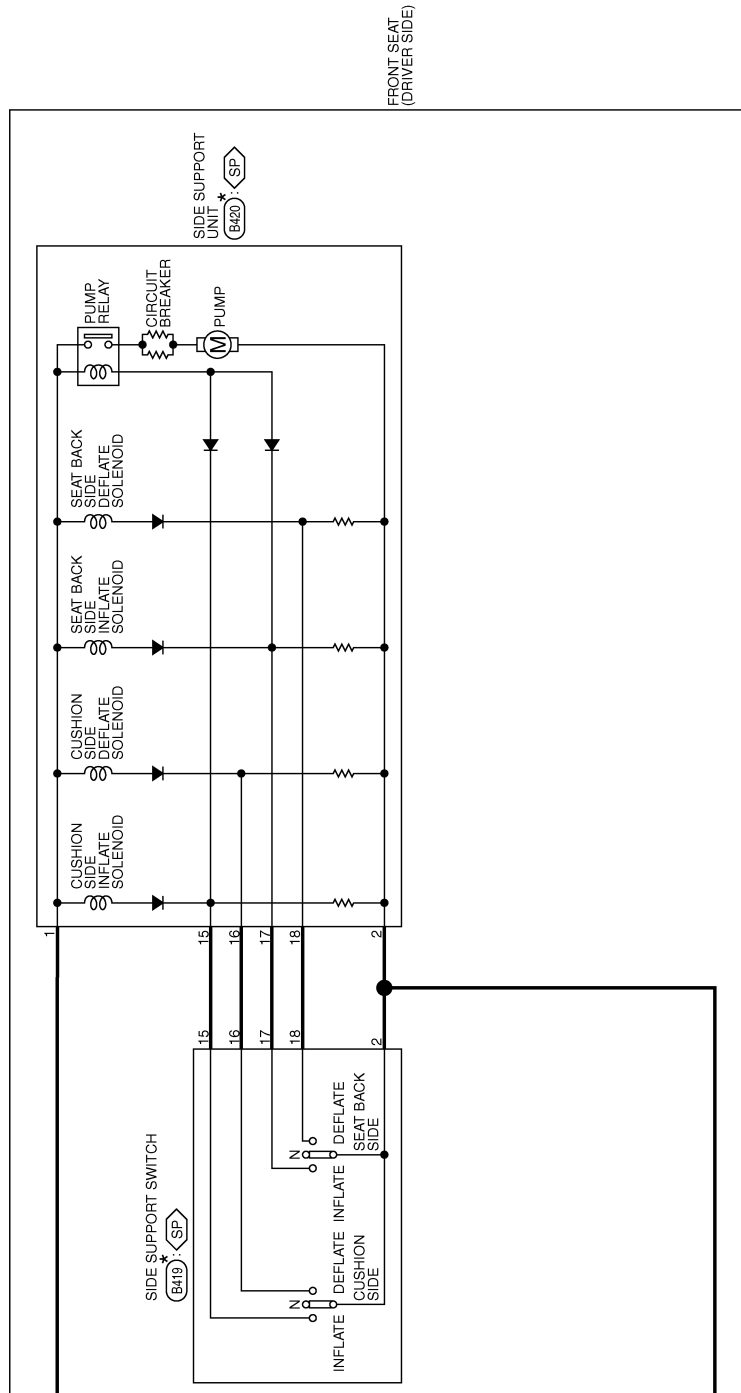 FRONT SEAT
(DRIVER SIDE)
SIDE SUPPORT
UNIT *
B420 : SP
PUMP
RELAY
CIRCUIT
BREAKER
M PUMP
SEAT BACK
SIDE
DEFLATE
SOLENOID
SEAT BACK
SIDE
INFLATE
SOLENOID
CUSHION
SIDE
DEFLATE
SOLENOID
CUSHION
SIDE
INFLATE
SOLENOID
1
15
16
17
18
2
15
16
17
18
2
SIDE SUPPORT SWITCH
*
B419 : SP
N
INFLATE
DEFLATE
SEAT BACK
SIDE
N
INFLATE
DEFLATE
CUSHION
SIDE